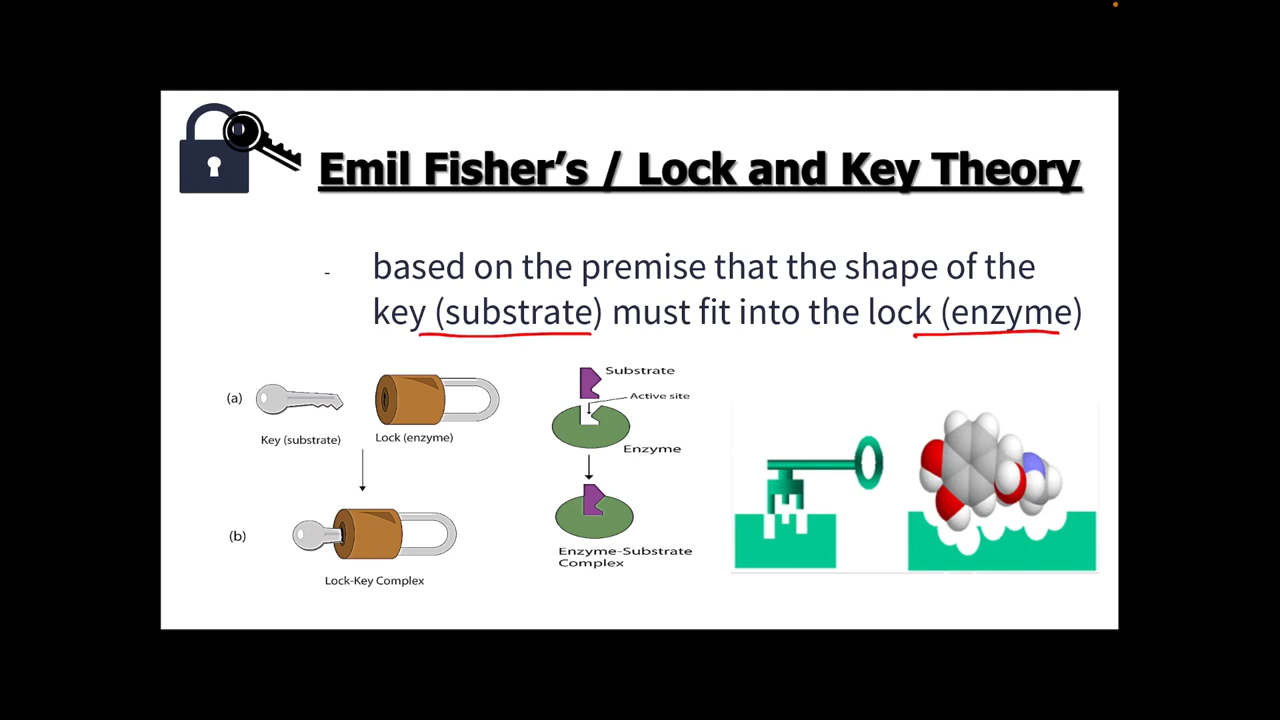 Emil Fisher’s / Lock and Key Theory
- based on the premise that the shape of the
key (substrate) must fit into the lock (enzyme)
(a)
Key (substrate)
Lock (enzyme)
(b)
Lock-Key Complex
Substrate
Active site
Enzyme
Enzyme-Substrate
Complex